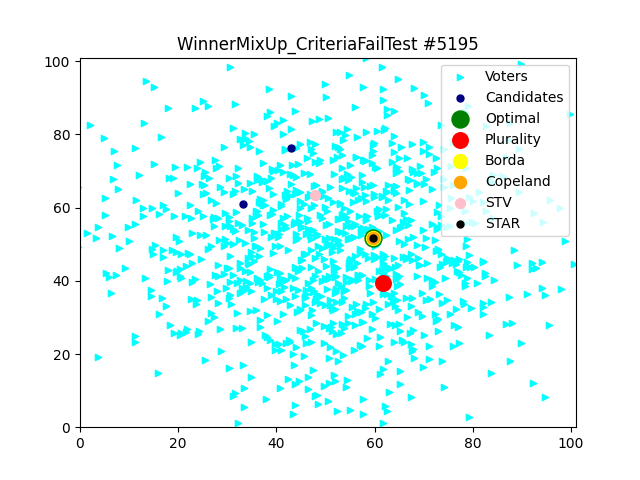 WinnerMixUp_CriteriaFailTest #5195
100
80
60
40
20
0
0 20 40 60 80 100
Voters
Candidates
Optimal
Plurality
Borda
Copeland
STV
STAR